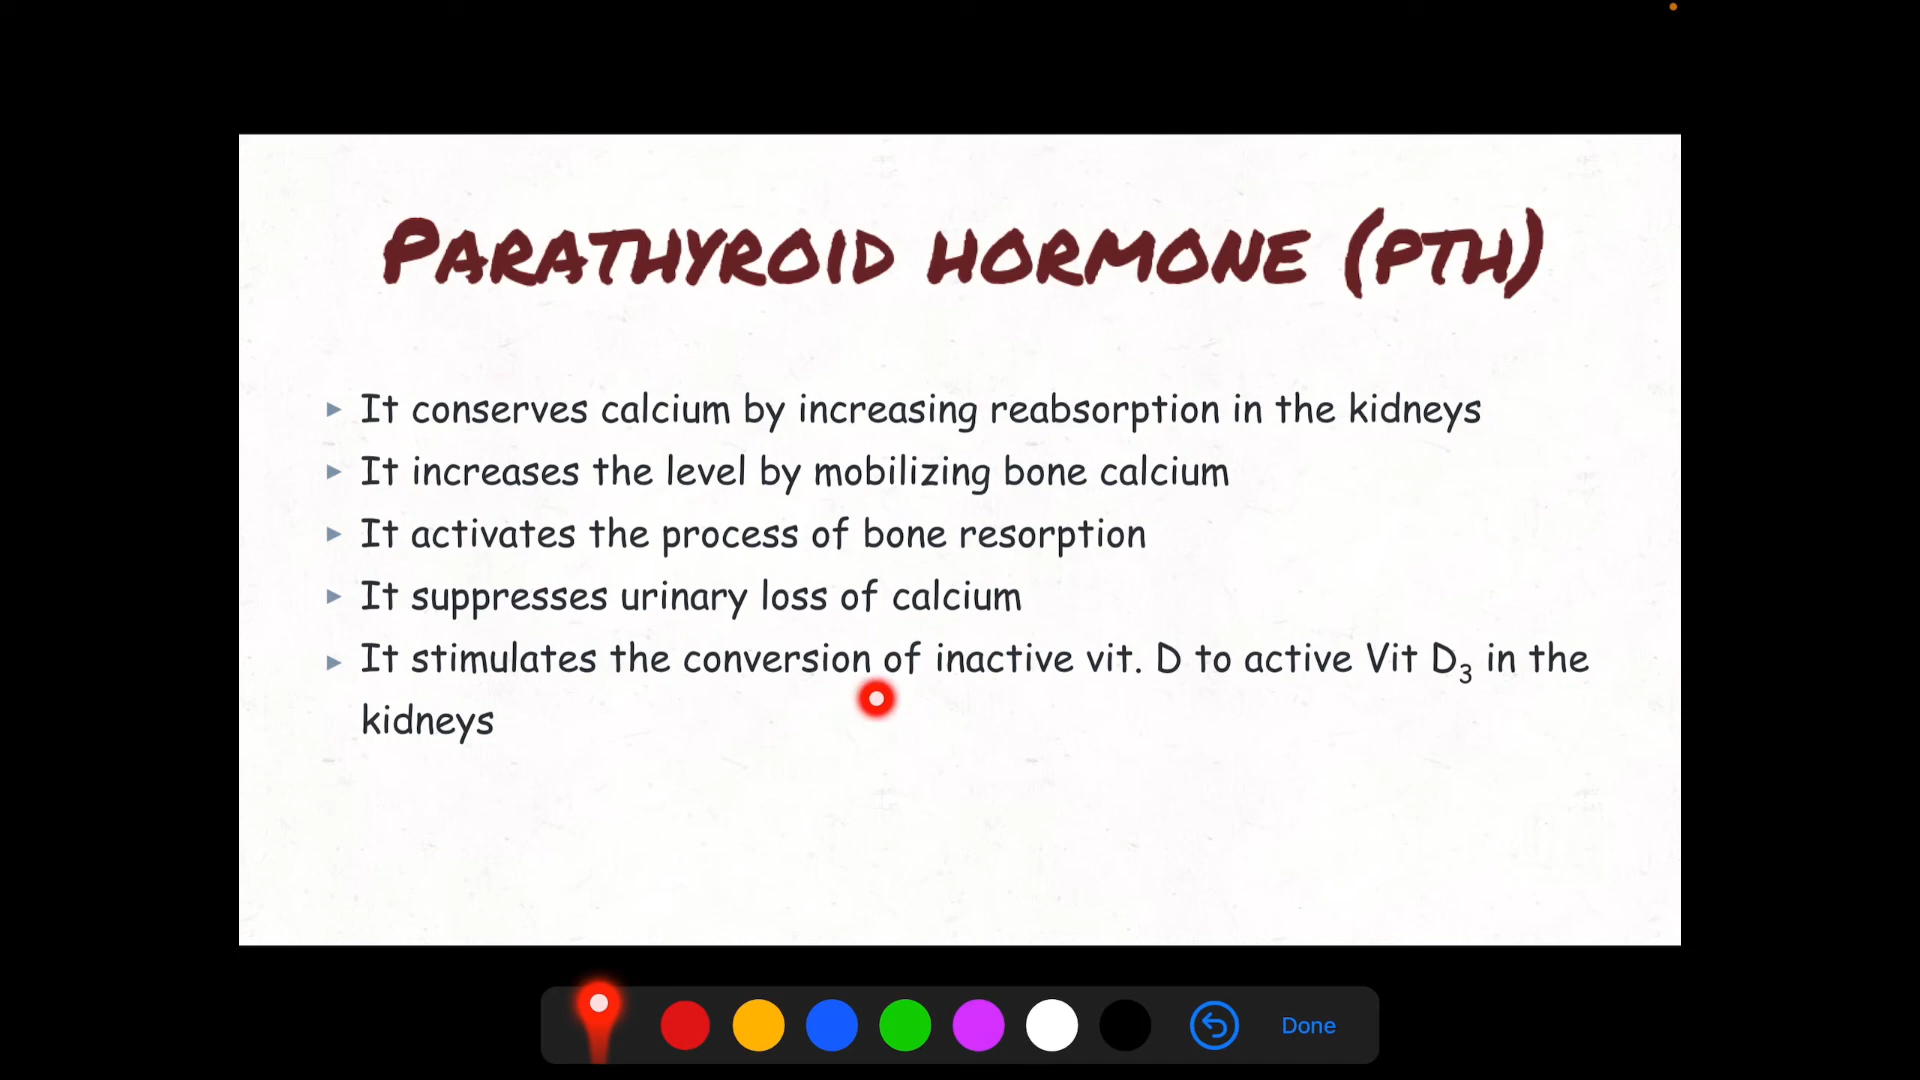 PARATHYROID HORMONE (PTH)
▸ It conserves calcium by increasing reabsorption in the kidneys
▸ It increases the level by mobilizing bone calcium
▸ It activates the process of bone resorption
▸ It suppresses urinary loss of calcium
▸ It stimulates the conversion of inactive vit. D to active Vit D₃ in the
kidneys
Done